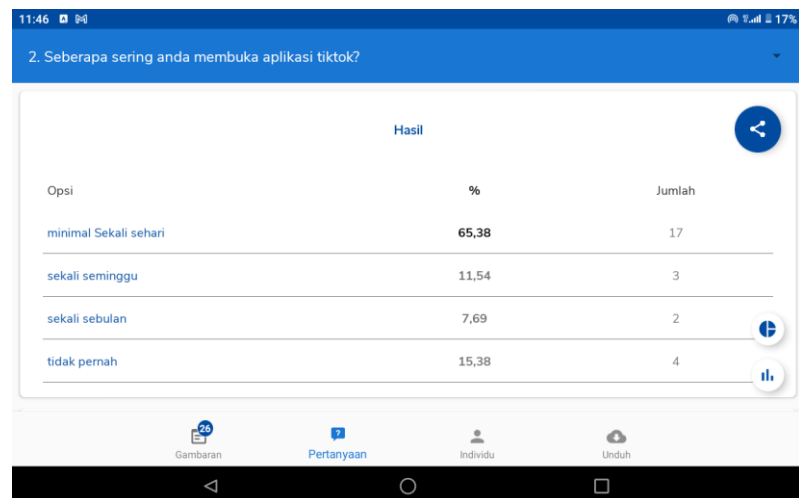 11:46
17%
2. Seberapa sering anda membuka aplikasi tiktok?
Hasil
Opsi % Jumlah
minimal Sekali sehari 65,38 17
sekali seminggu 11,54 3
sekali sebulan 7,69 2
tidak pernah 15,38 4
26
Gambaran Pertanyaan Individu Unduh